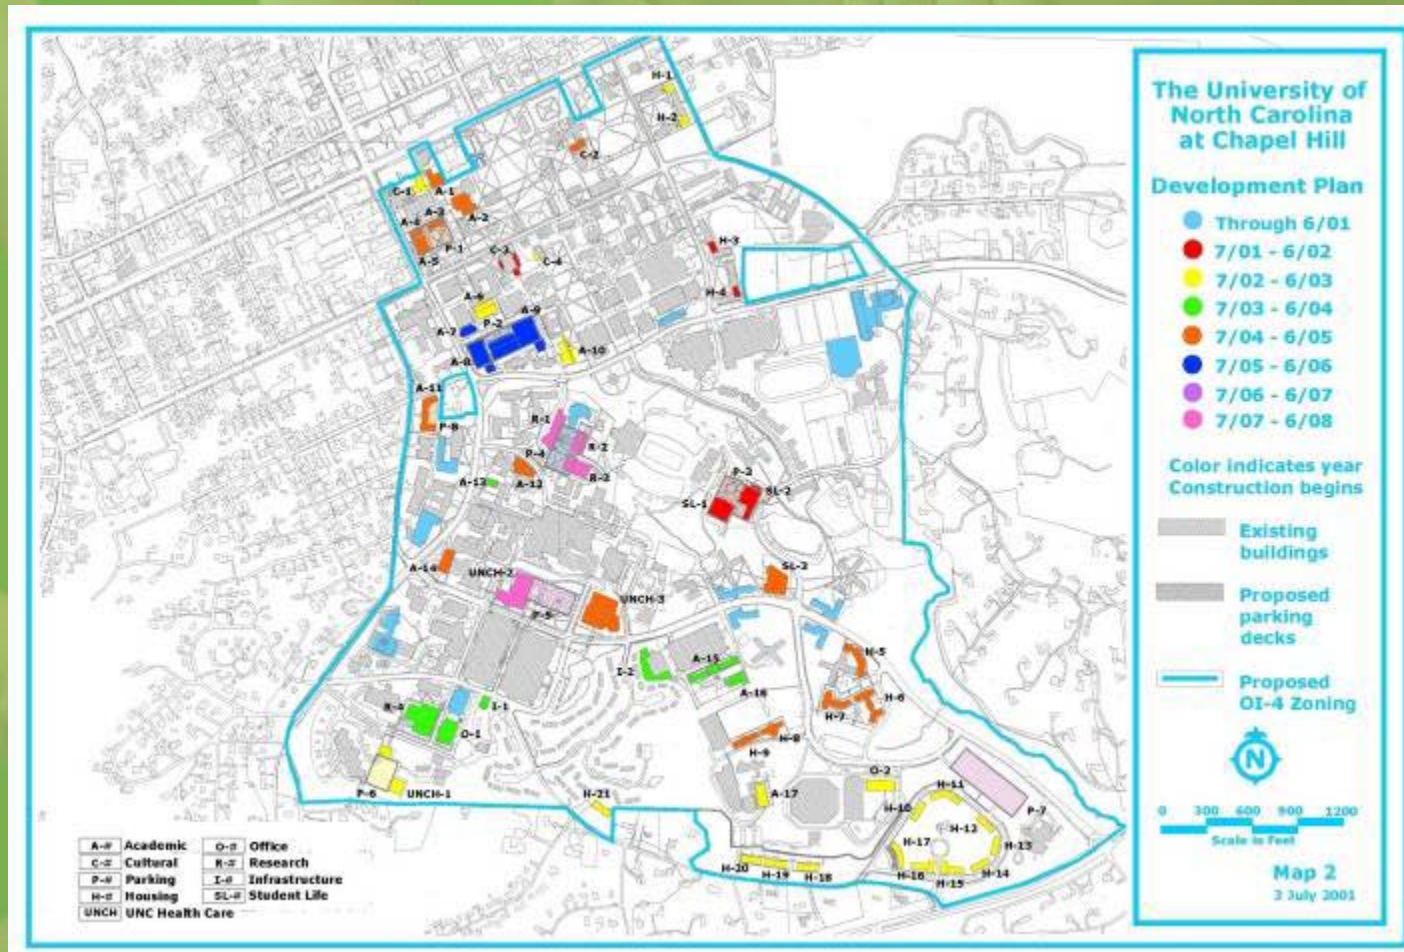 The University of
North Carolina
at Chapel Hill
Development Plan
Through 6/01
7/01 - 6/02
7/02 - 6/03
7/03 - 6/04
7/04 - 6/05
7/05 - 6/06
7/06 - 6/07
7/07 - 6/08
Color indicates year
Construction begins
Existing
buildings
Proposed
parking
decks
Proposed
OI-4 Zoning
N
0 300 600 900 1200
Scale in Feet
Map 2
3 July 2001
H-1
H-2
C-2
C-1
A-1
A-2
A-3
A-4
P-1
A-5
C-3
C-4
H-3
H-4
A-6
P-2
A-9
A-7
A-8
A-10
A-11
P-8
R-1
R-2
P-4
R-3
A-12
A-13
SL-1
SL-2
A-14
UNCH-2
P-5
UNCH-3
SL-3
I-2
A-15
A-16
H-5
H-6
H-7
R-4
I-1
O-1
H-8
H-9
P-6
UNCH-1
H-21
A-17
O-2
H-11
P-7
H-10
H-12
H-17
H-13
H-16
H-15
H-14
H-20
H-19
H-18
A-# Academic O-# Office
C-# Cultural R-# Research
P-# Parking I-# Infrastructure
H-# Housing SL-# Student Life
UNCH UNC Health Care